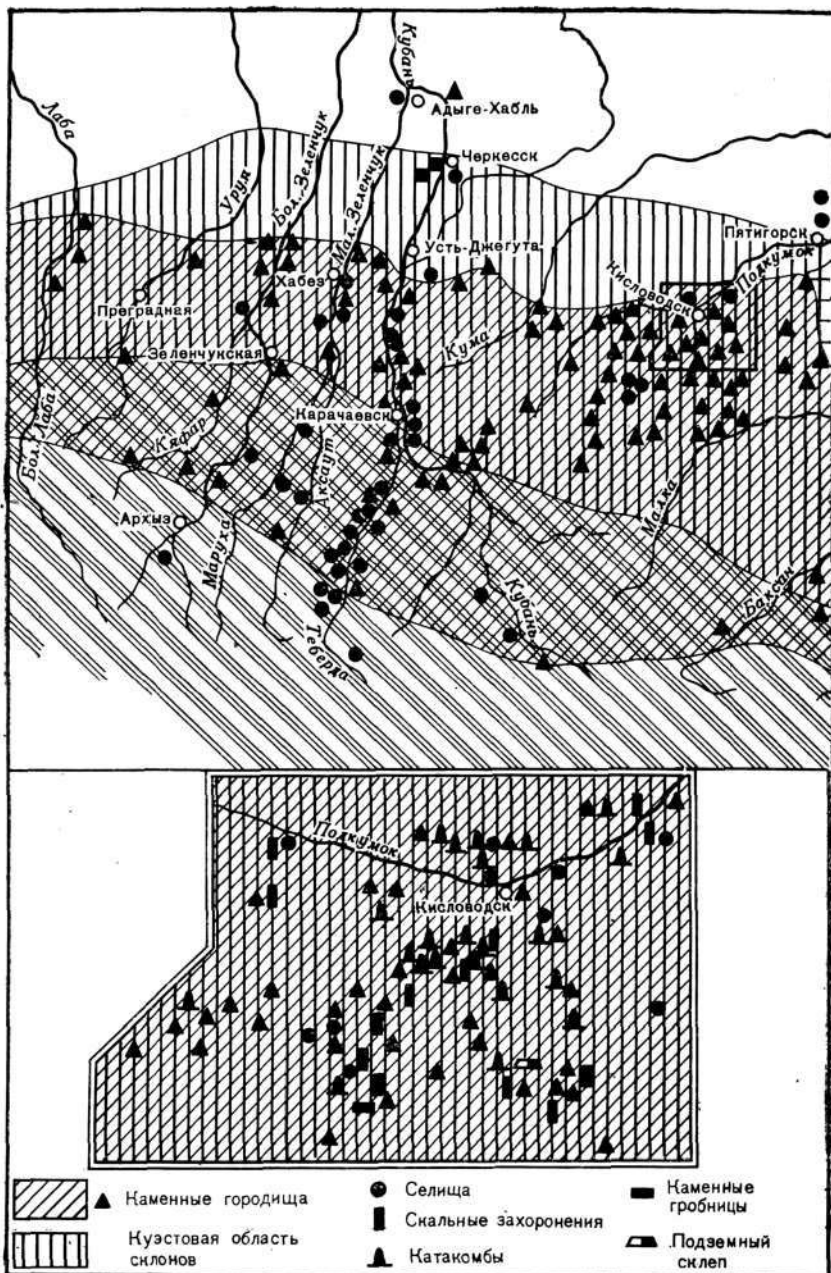 Лаба
Уруп
Бол. Зеленчук
Мал. Зеленчук
Кубань
Адыге-Хабль
Черкесск
Усть-Джегута
Пятигорск
Подкумок
Кисловодск
Хабез
Преградная
Кума
Зеленчукская
Карачаевск
Бол. Лаба
Кяфар
Аксаут
Архыз
Маруха
Малка
Баксан
Кубань
Теберда
Подкумок
Кисловодск
Каменные городища
Куэстовая область
склонов
Селища
Скальные захоронения
Катакомбы
Каменные
гробницы
Подземный
склеп